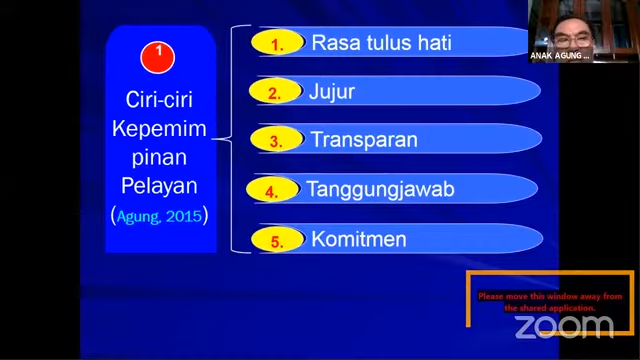 1
Ciri-ciri
Kepemim
pinan
Pelayan
(Agung, 2015)
1. Rasa tulus hati
2. Jujur
3. Transparan
4. Tanggungjawab
5. Komitmen
ANAK AGUNG ...
Please move this window away from
the shared application.
zoom